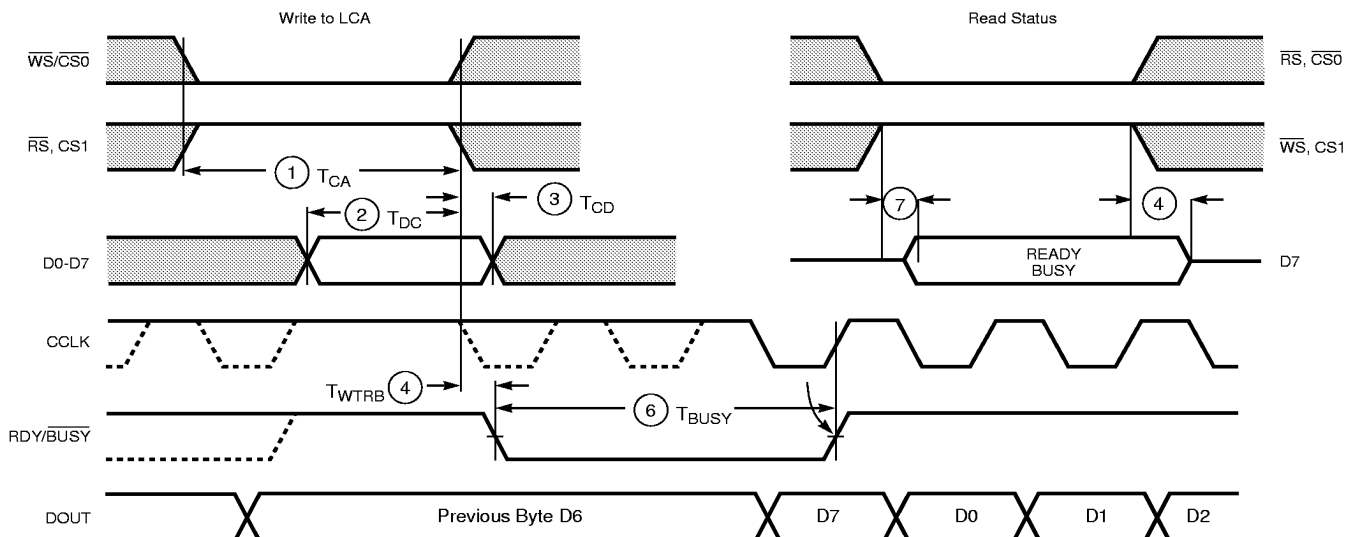 Write to LCA
Read Status
WS/CS0
RS, CS0
RS, CS1
WS, CS1
1 TCA
2 TDC
3 TCD
7
4
D0-D7
READY
BUSY
D7
CCLK
TWTRB 4
6 TBUSY
RDY/BUSY
DOUT
Previous Byte D6
D7
D0
D1
D2